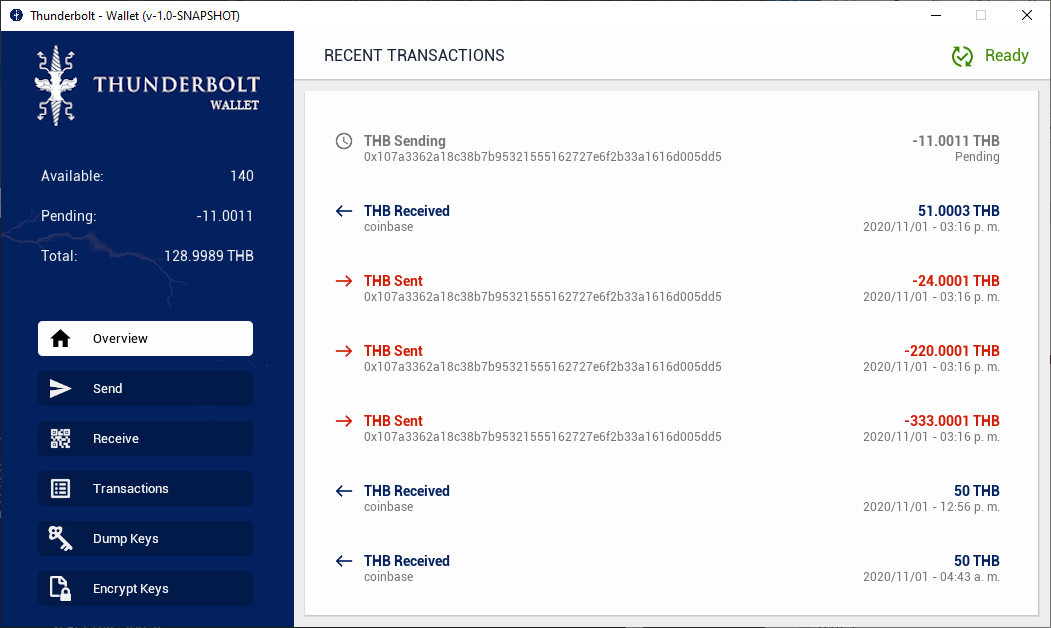 Thunderbolt - Wallet (v-1.0-SNAPSHOT)
THUNDERBOLT
WALLET
Available: 140
Pending: -11.0011
Total: 128.9989 THB
Overview
Send
Receive
Transactions
Dump Keys
Encrypt Keys
RECENT TRANSACTIONS
Ready
THB Sending -11.0011 THB
0x107a3362a18c38b7b95321555162727e6f2b33a1616d005dd5 Pending
THB Received 51.0003 THB
coinbase 2020/11/01 - 03:16 p. m.
THB Sent -24.0001 THB
0x107a3362a18c38b7b95321555162727e6f2b33a1616d005dd5 2020/11/01 - 03:16 p. m.
THB Sent -220.0001 THB
0x107a3362a18c38b7b95321555162727e6f2b33a1616d005dd5 2020/11/01 - 03:16 p. m.
THB Sent -333.0001 THB
0x107a3362a18c38b7b95321555162727e6f2b33a1616d005dd5 2020/11/01 - 03:16 p. m.
THB Received 50 THB
coinbase 2020/11/01 - 12:56 p. m.
THB Received 50 THB
coinbase 2020/11/01 - 04:43 a. m.